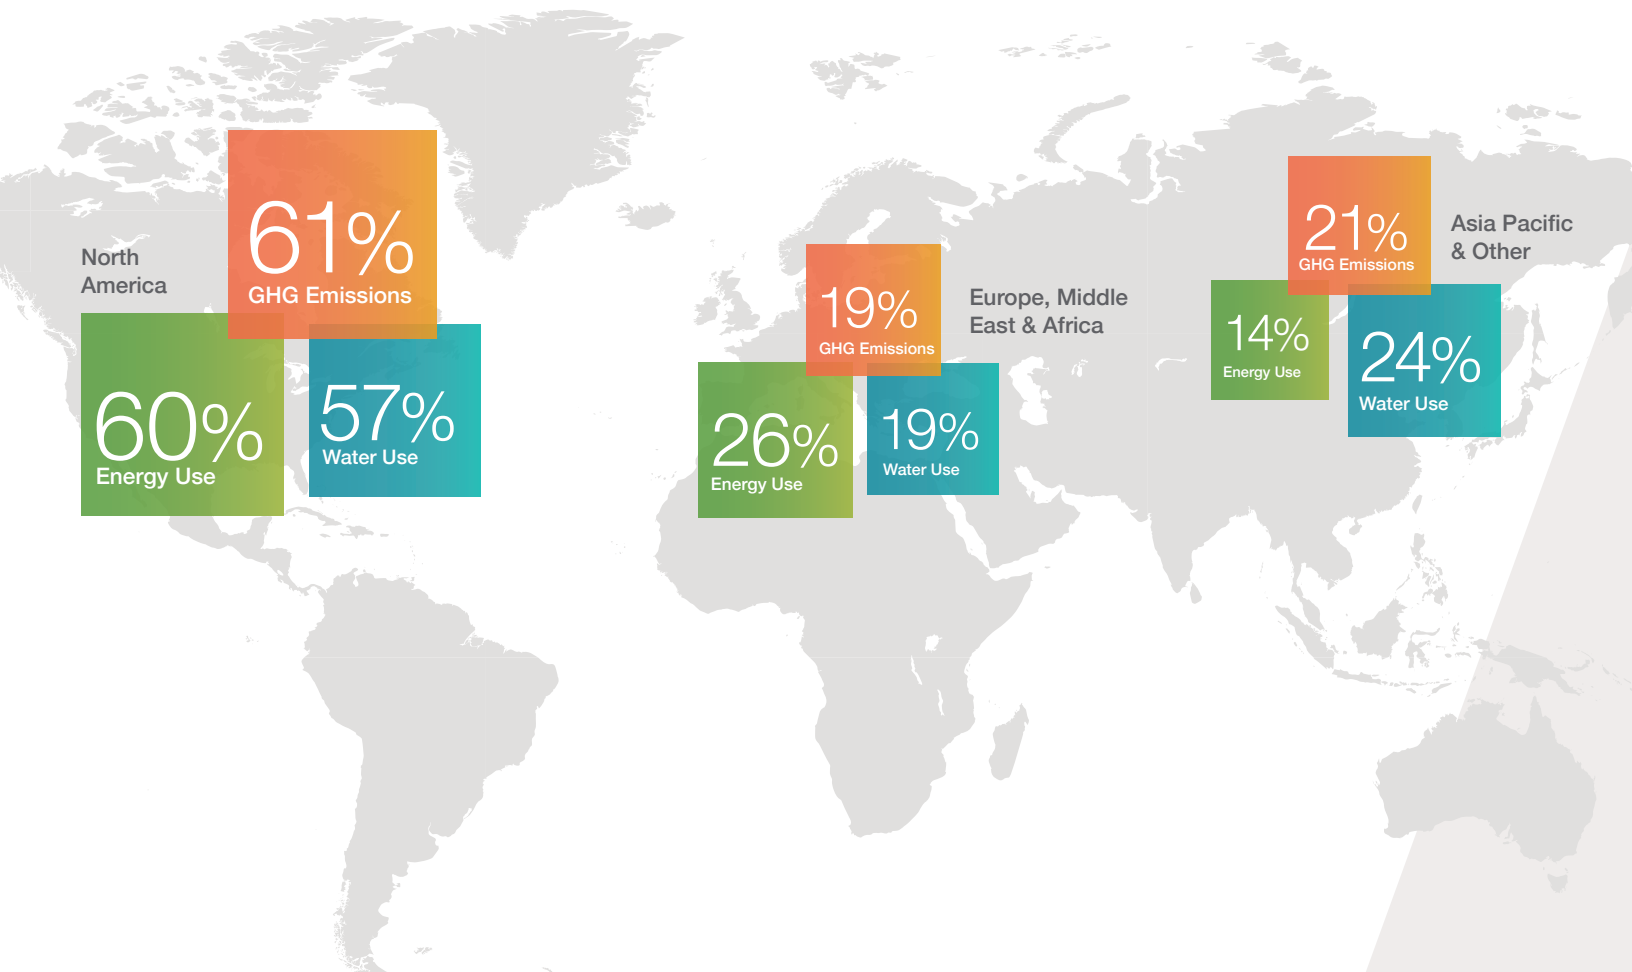 North
America
61%
GHG Emissions
60%
Energy Use
57%
Water Use
Europe, Middle
East & Africa
19%
GHG Emissions
26%
Energy Use
19%
Water Use
Asia Pacific
& Other
21%
GHG Emissions
14%
Energy Use
24%
Water Use